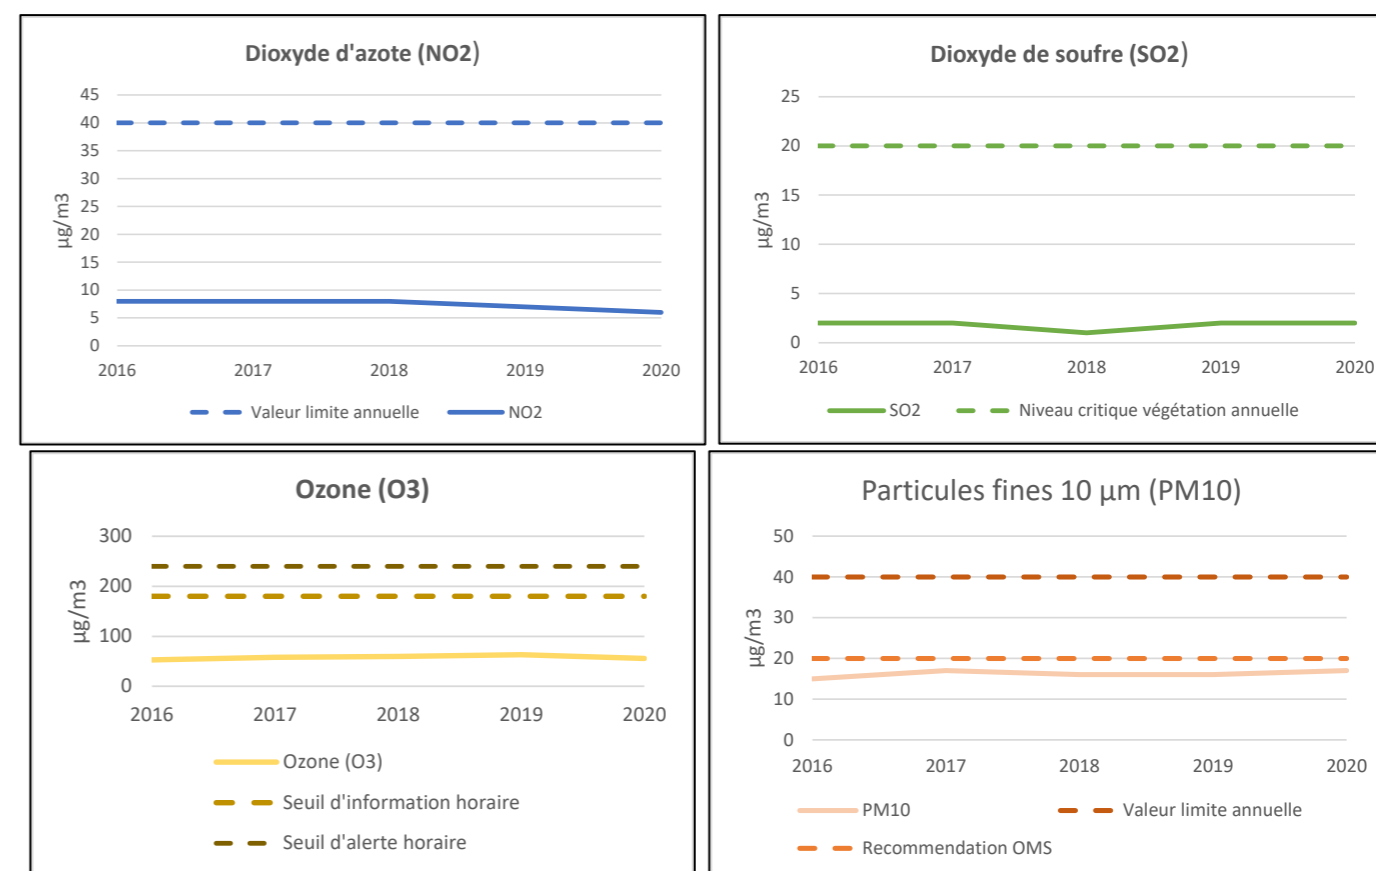 Dioxyde d'azote (NO2)
45
40
35
30
25
20
15
10
5
0
µg/m3
2016 2017 2018 2019 2020
Valeur limite annuelle NO2
Dioxyde de soufre (SO2)
25
20
15
10
5
0
µg/m3
2016 2017 2018 2019 2020
SO2 Niveau critique végétation annuelle
Ozone (O3)
300
200
100
0
µg/m3
2016 2017 2018 2019 2020
Ozone (O3)
Seuil d'information horaire
Seuil d'alerte horaire
Particules fines 10 µm (PM10)
50
40
30
20
10
0
µg/m3
2016 2017 2018 2019 2020
PM10 Valeur limite annuelle
Recommendation OMS